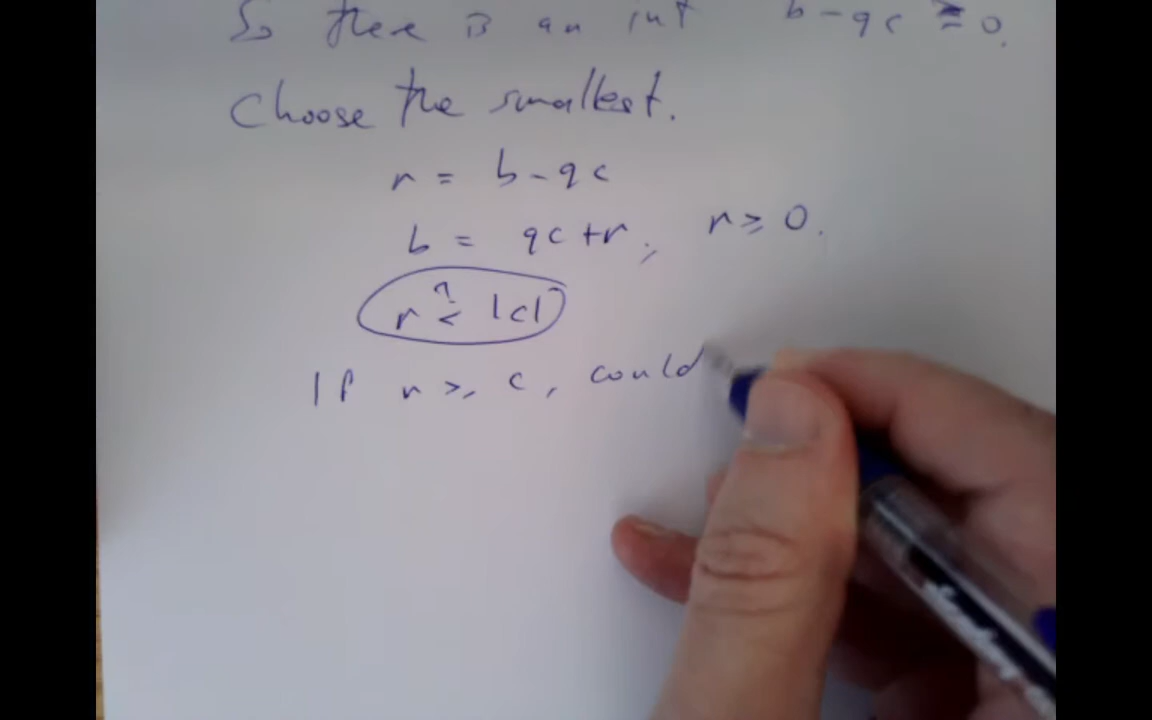 So there is an int b - qc ≥ 0.
Choose the smallest.
r = b - qc
b = qc + r, r ≥ 0.
r ?< |c|
If r ≥ c, could